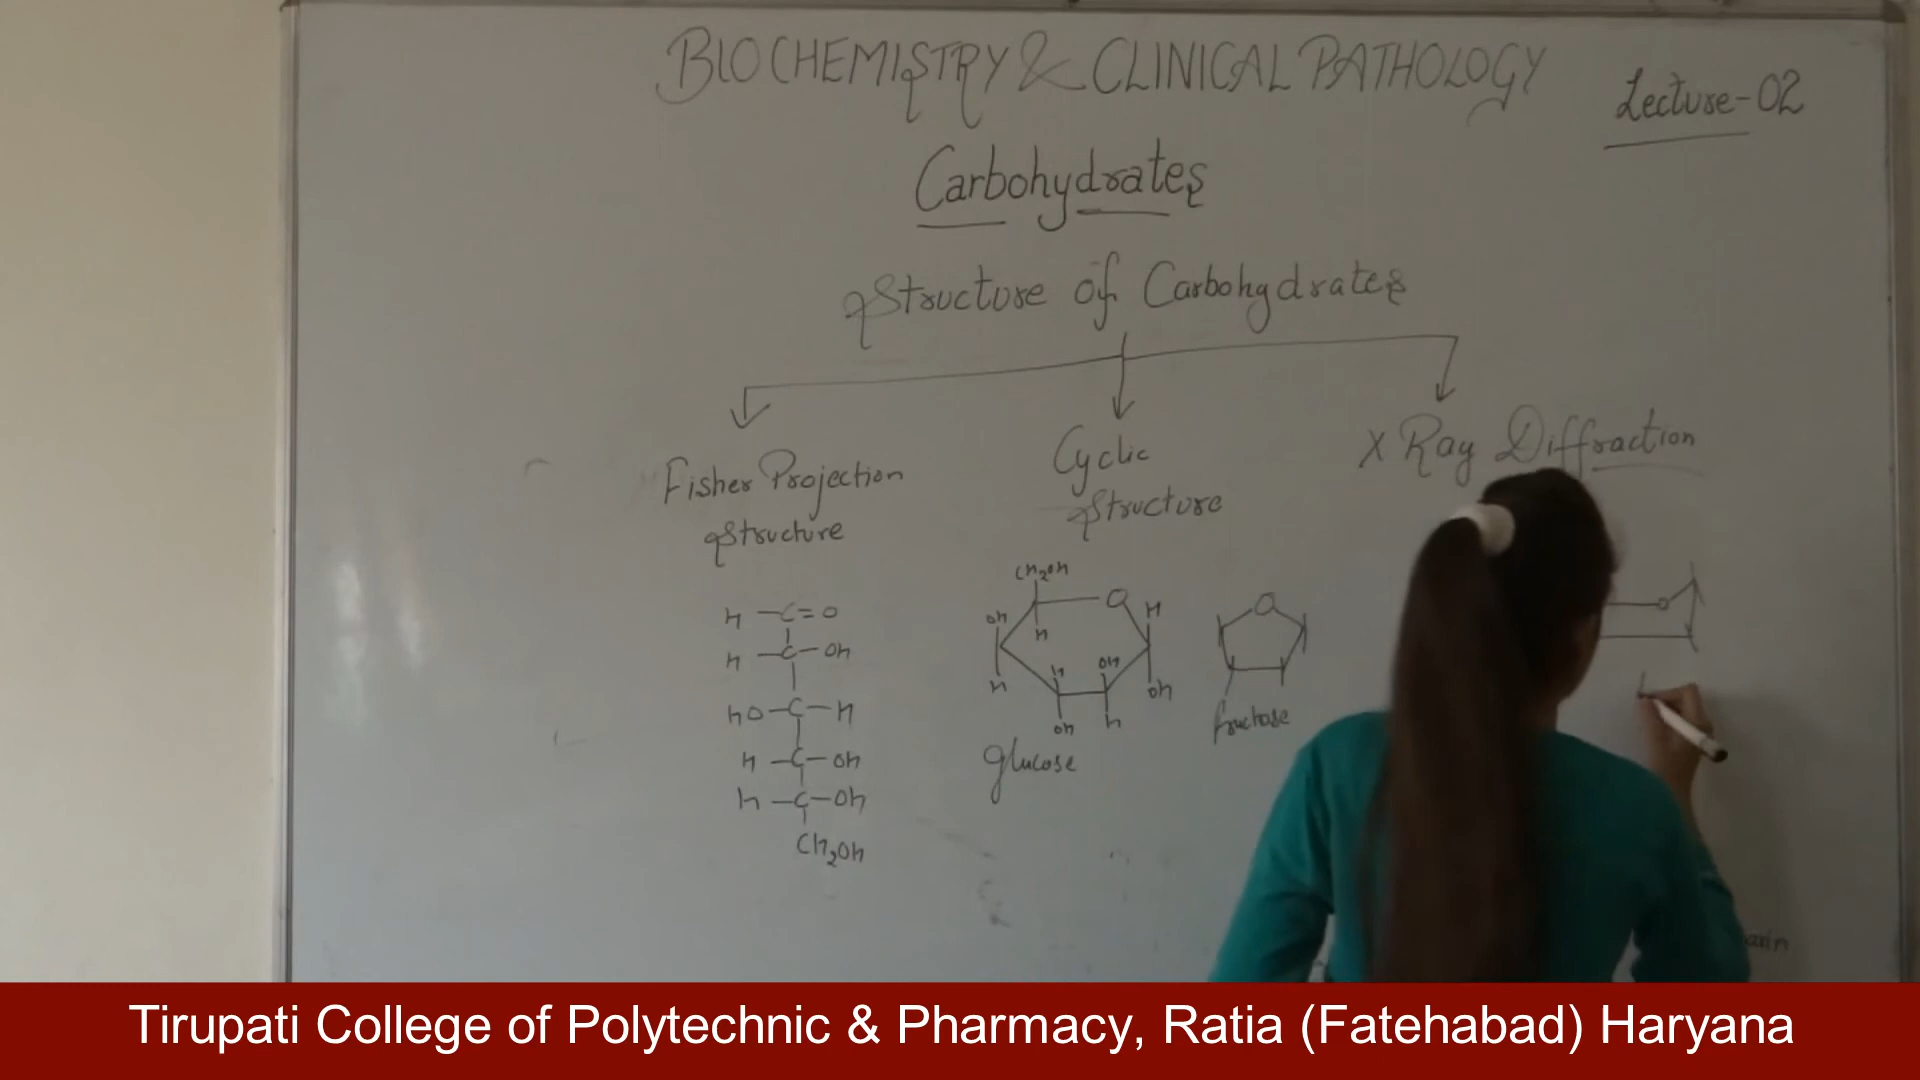 BIOCHEMISTRY & CLINICAL PATHOLOGY
Lecture-02
Carbohydrates
Structure of Carbohydrates
Fisher Projection
Structure
Cyclic
Structure
X Ray Diffraction
H-C=O
H-C-OH
HO-C-H
H-C-OH
H-C-OH
CH2OH
CH2OH
OH
O
H
H
H
H
OH
OH
OH
H
glucose
O
fructose
O
Tirupati College of Polytechnic & Pharmacy, Ratia (Fatehabad) Haryana